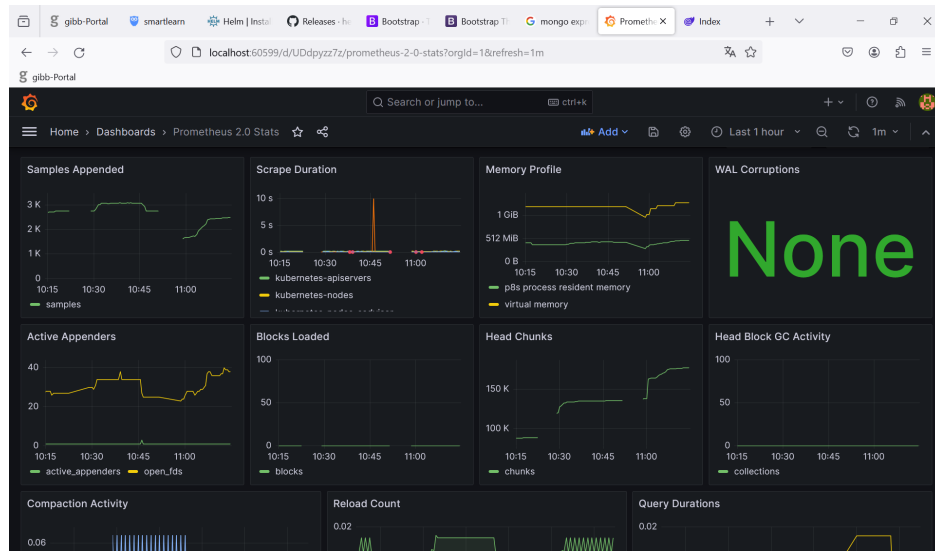 gibb-Portal
smartlearn
Helm | Instal
Releases · he
Bootstrap · T
Bootstrap Th
mongo expr
Promethe
Index
localhost:60599/d/UDdpyzz7z/prometheus-2-0-stats?orgId=1&refresh=1m
gibb-Portal
Search or jump to... ctrl+k
Home › Dashboards › Prometheus 2.0 Stats
Add
Last 1 hour
1m
Samples Appended
3 K
2 K
1 K
0
10:15 10:30 10:45 11:00
samples
Scrape Duration
10 s
5 s
0 s
10:15 10:30 10:45 11:00
kubernetes-apiservers
kubernetes-nodes
Memory Profile
1 GiB
512 MiB
0 B
10:15 10:30 10:45 11:00
p8s process resident memory
virtual memory
WAL Corruptions
None
Active Appenders
40
20
0
10:15 10:30 10:45 11:00
active_appenders open_fds
Blocks Loaded
100
50
0
10:15 10:30 10:45 11:00
blocks
Head Chunks
150 K
100 K
10:15 10:30 10:45 11:00
chunks
Head Block GC Activity
100
50
0
10:15 10:30 10:45 11:00
collections
Compaction Activity
0.06
Reload Count
0.02
Query Durations
0.02